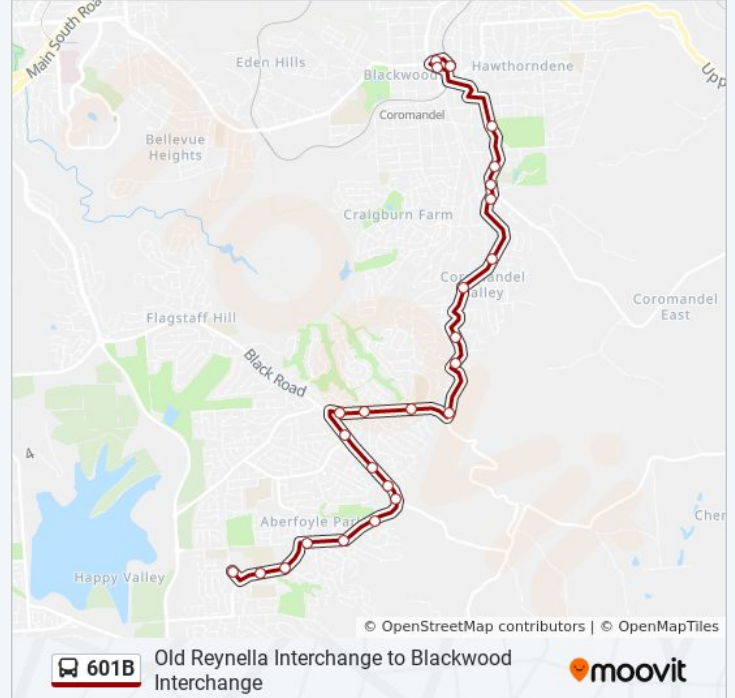 Main South Roa
Eden Hills
Blackwood
Hawthorndene
Upp
Coromandel
Bellevue
Heights
Craigburn Farm
Coromandel
Valley
Coromandel
East
Flagstaff Hill
Black Road
4
Aberfoyle Park
Cher
Happy Valley
© OpenStreetMap contributors | © OpenMapTiles
601B
Old Reynella Interchange to Blackwood
Interchange
moovit